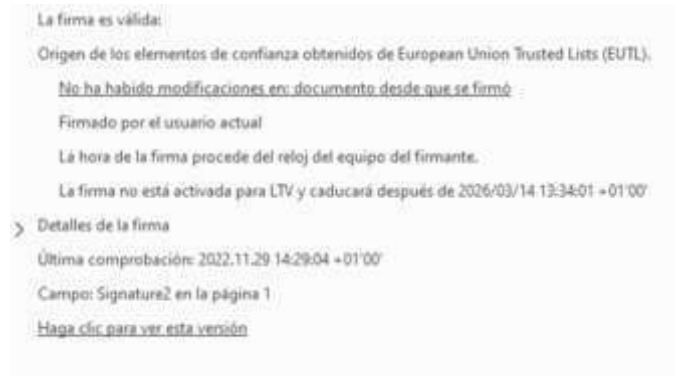 La firma es válida:
Origen de los elementos de confianza obtenidos de European Union Trusted Lists (EUTL).
No ha habido modificaciones en: documento desde que se firmó
Firmado por el usuario actual
La hora de la firma procede del reloj del equipo del firmante.
La firma no está activada para LTV y caducará después de 2026/03/14 13:34:01 +01'00'
Detalles de la firma
Última comprobación: 2022.11.29 14:29:04 +01'00'
Campo: Signature2 en la página 1
Haga clic para ver esta versión